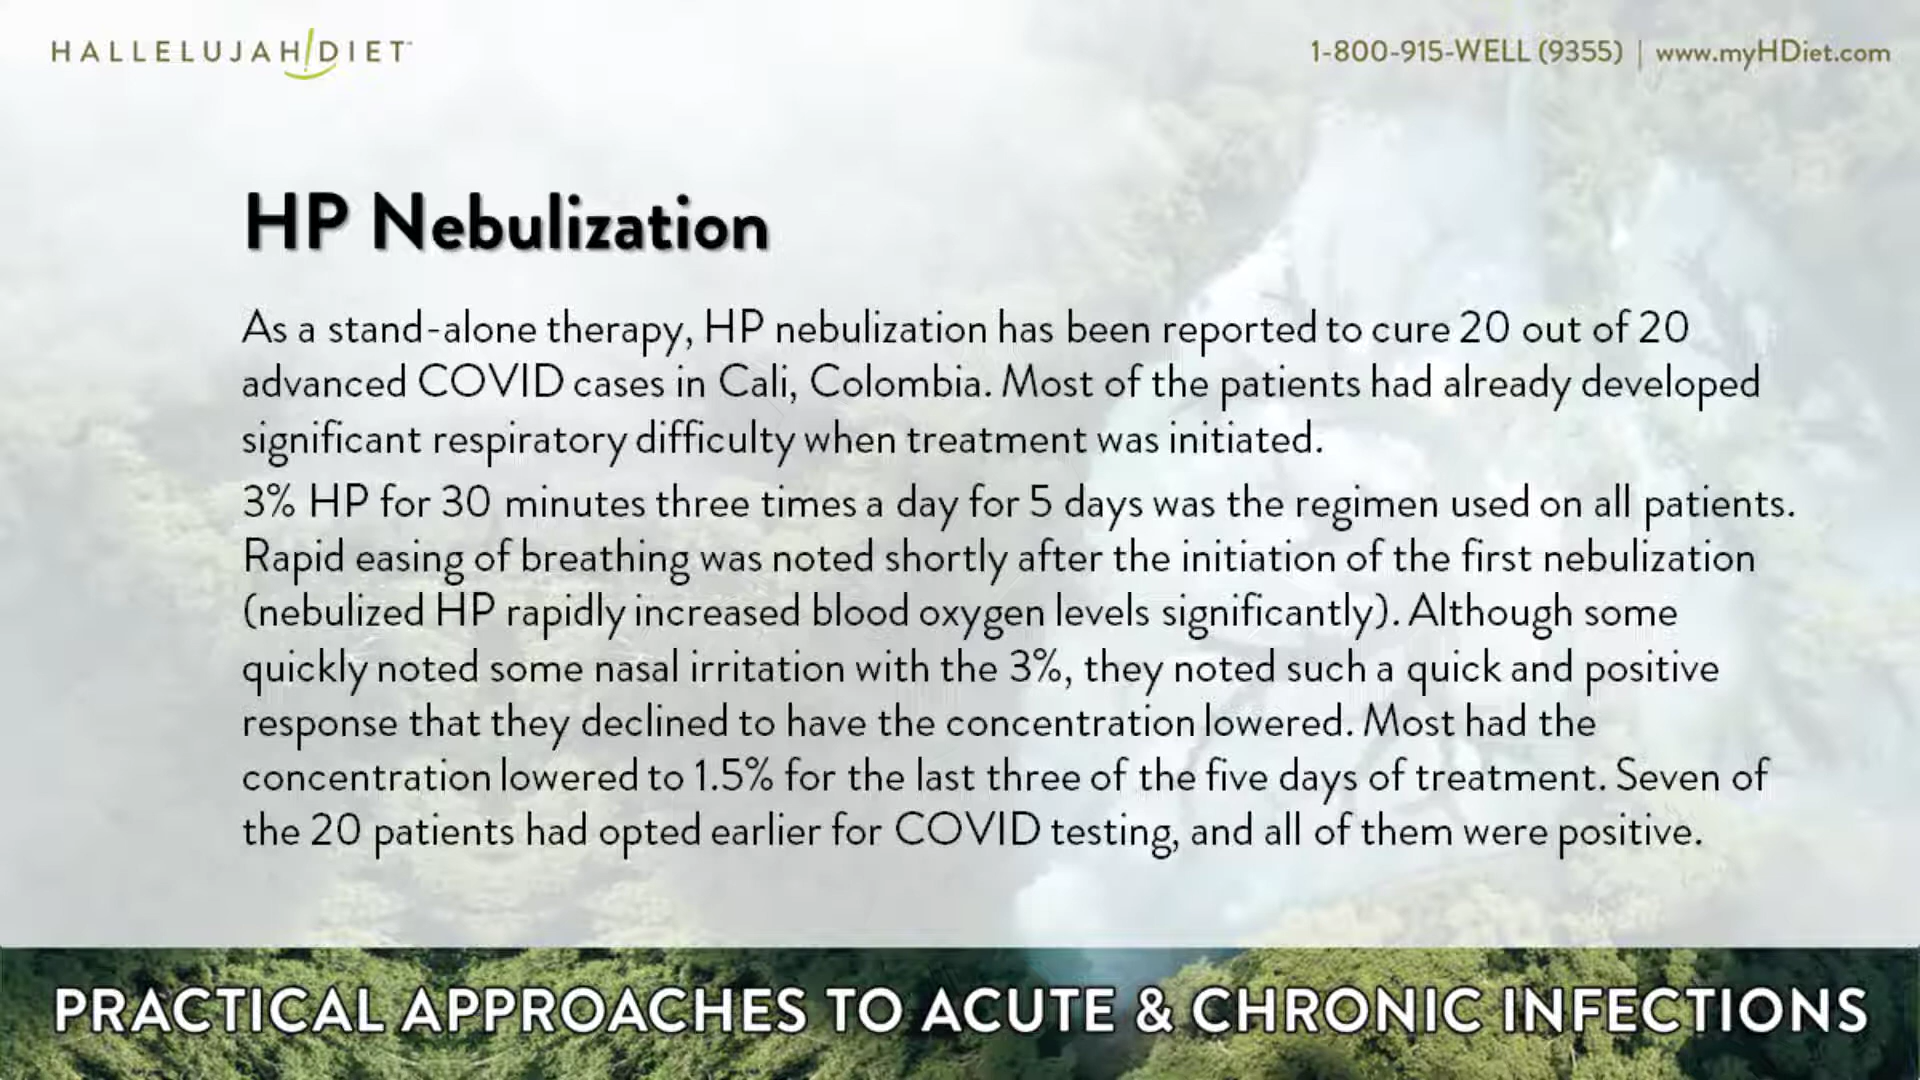 HALLELUJAH DIET
1-800-915-WELL (9355) | www.myHDiet.com
HP Nebulization
As a stand-alone therapy, HP nebulization has been reported to cure 20 out of 20
advanced COVID cases in Cali, Colombia. Most of the patients had already developed
significant respiratory difficulty when treatment was initiated.
3% HP for 30 minutes three times a day for 5 days was the regimen used on all patients.
Rapid easing of breathing was noted shortly after the initiation of the first nebulization
(nebulized HP rapidly increased blood oxygen levels significantly). Although some
quickly noted some nasal irritation with the 3%, they noted such a quick and positive
response that they declined to have the concentration lowered. Most had the
concentration lowered to 1.5% for the last three of the five days of treatment. Seven of
the 20 patients had opted earlier for COVID testing, and all of them were positive.
PRACTICAL APPROACHES TO ACUTE & CHRONIC INFECTIONS